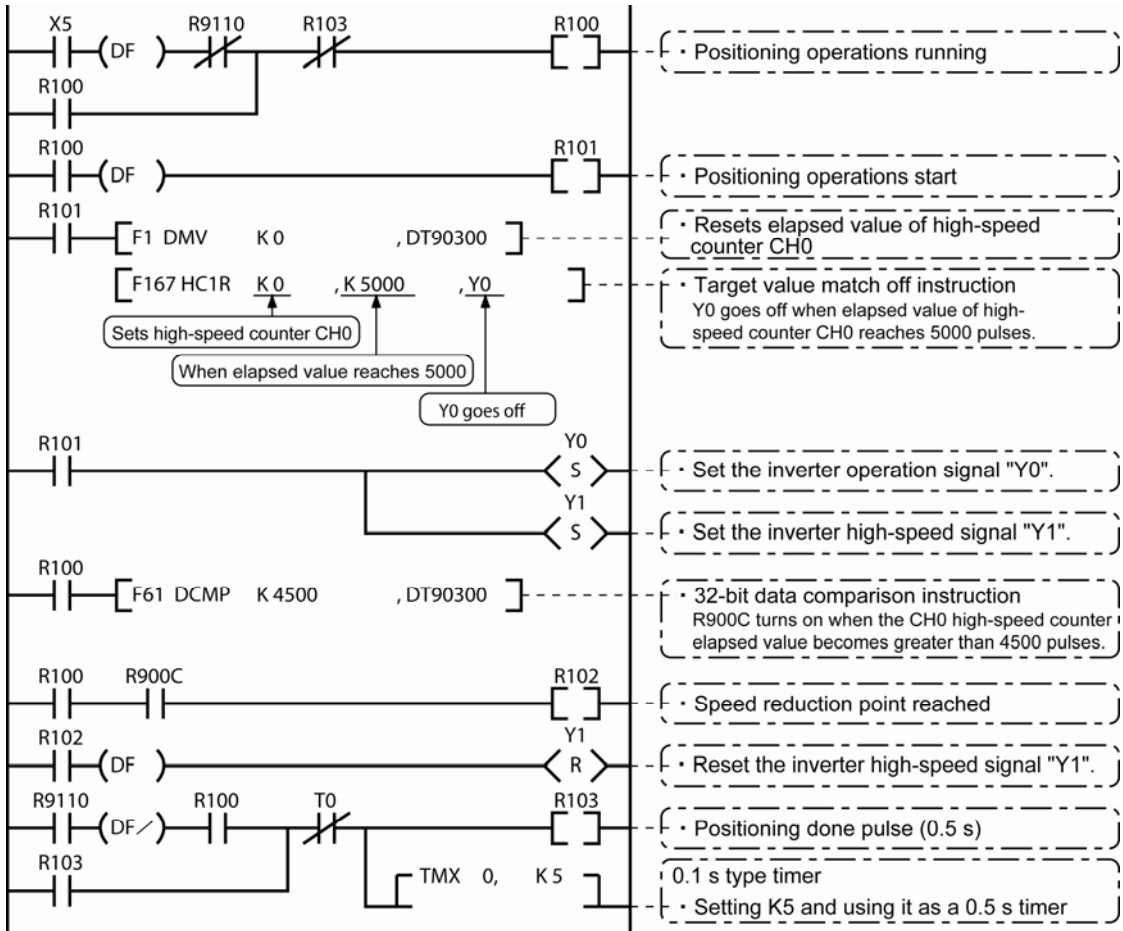 X5 R9110 R103 R100
(DF )
· Positioning operations running
R100
R100 R101
(DF )
· Positioning operations start
R101
F1 DMV K 0 , DT90300
· Resets elapsed value of high-speed
counter CH0
F167 HC1R K 0 , K 5000 , Y0
· Target value match off instruction
Y0 goes off when elapsed value of high-
speed counter CH0 reaches 5000 pulses.
Sets high-speed counter CH0
When elapsed value reaches 5000
Y0 goes off
R101 Y0
S
· Set the inverter operation signal "Y0".
Y1
S
· Set the inverter high-speed signal "Y1".
R100
F61 DCMP K 4500 , DT90300
· 32-bit data comparison instruction
R900C turns on when the CH0 high-speed counter
elapsed value becomes greater than 4500 pulses.
R100 R900C R102
· Speed reduction point reached
R102 Y1
(DF ) R
· Reset the inverter high-speed signal "Y1".
R9110 R100 T0 R103
(DF/)
· Positioning done pulse (0.5 s)
R103
TMX 0, K 5
0.1 s type timer
· Setting K5 and using it as a 0.5 s timer